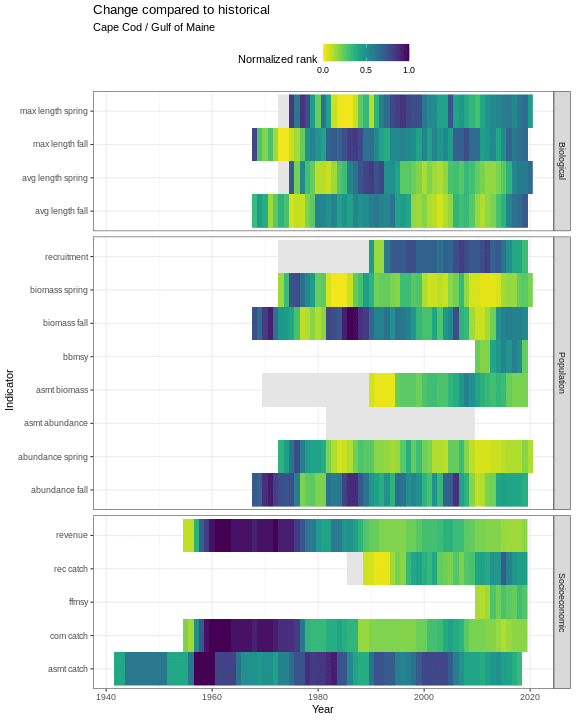 Change compared to historical
Cape Cod / Gulf of Maine
Normalized rank
0.0 0.5 1.0
max length spring
max length fall
avg length spring
avg length fall
Biological
recruitment
biomass spring
biomass fall
bbmsy
asmt biomass
asmt abundance
abundance spring
abundance fall
Population
revenue
rec catch
ffmsy
com catch
asmt catch
Socioeconomic
Indicator
1940 1960 1980 2000 2020
Year